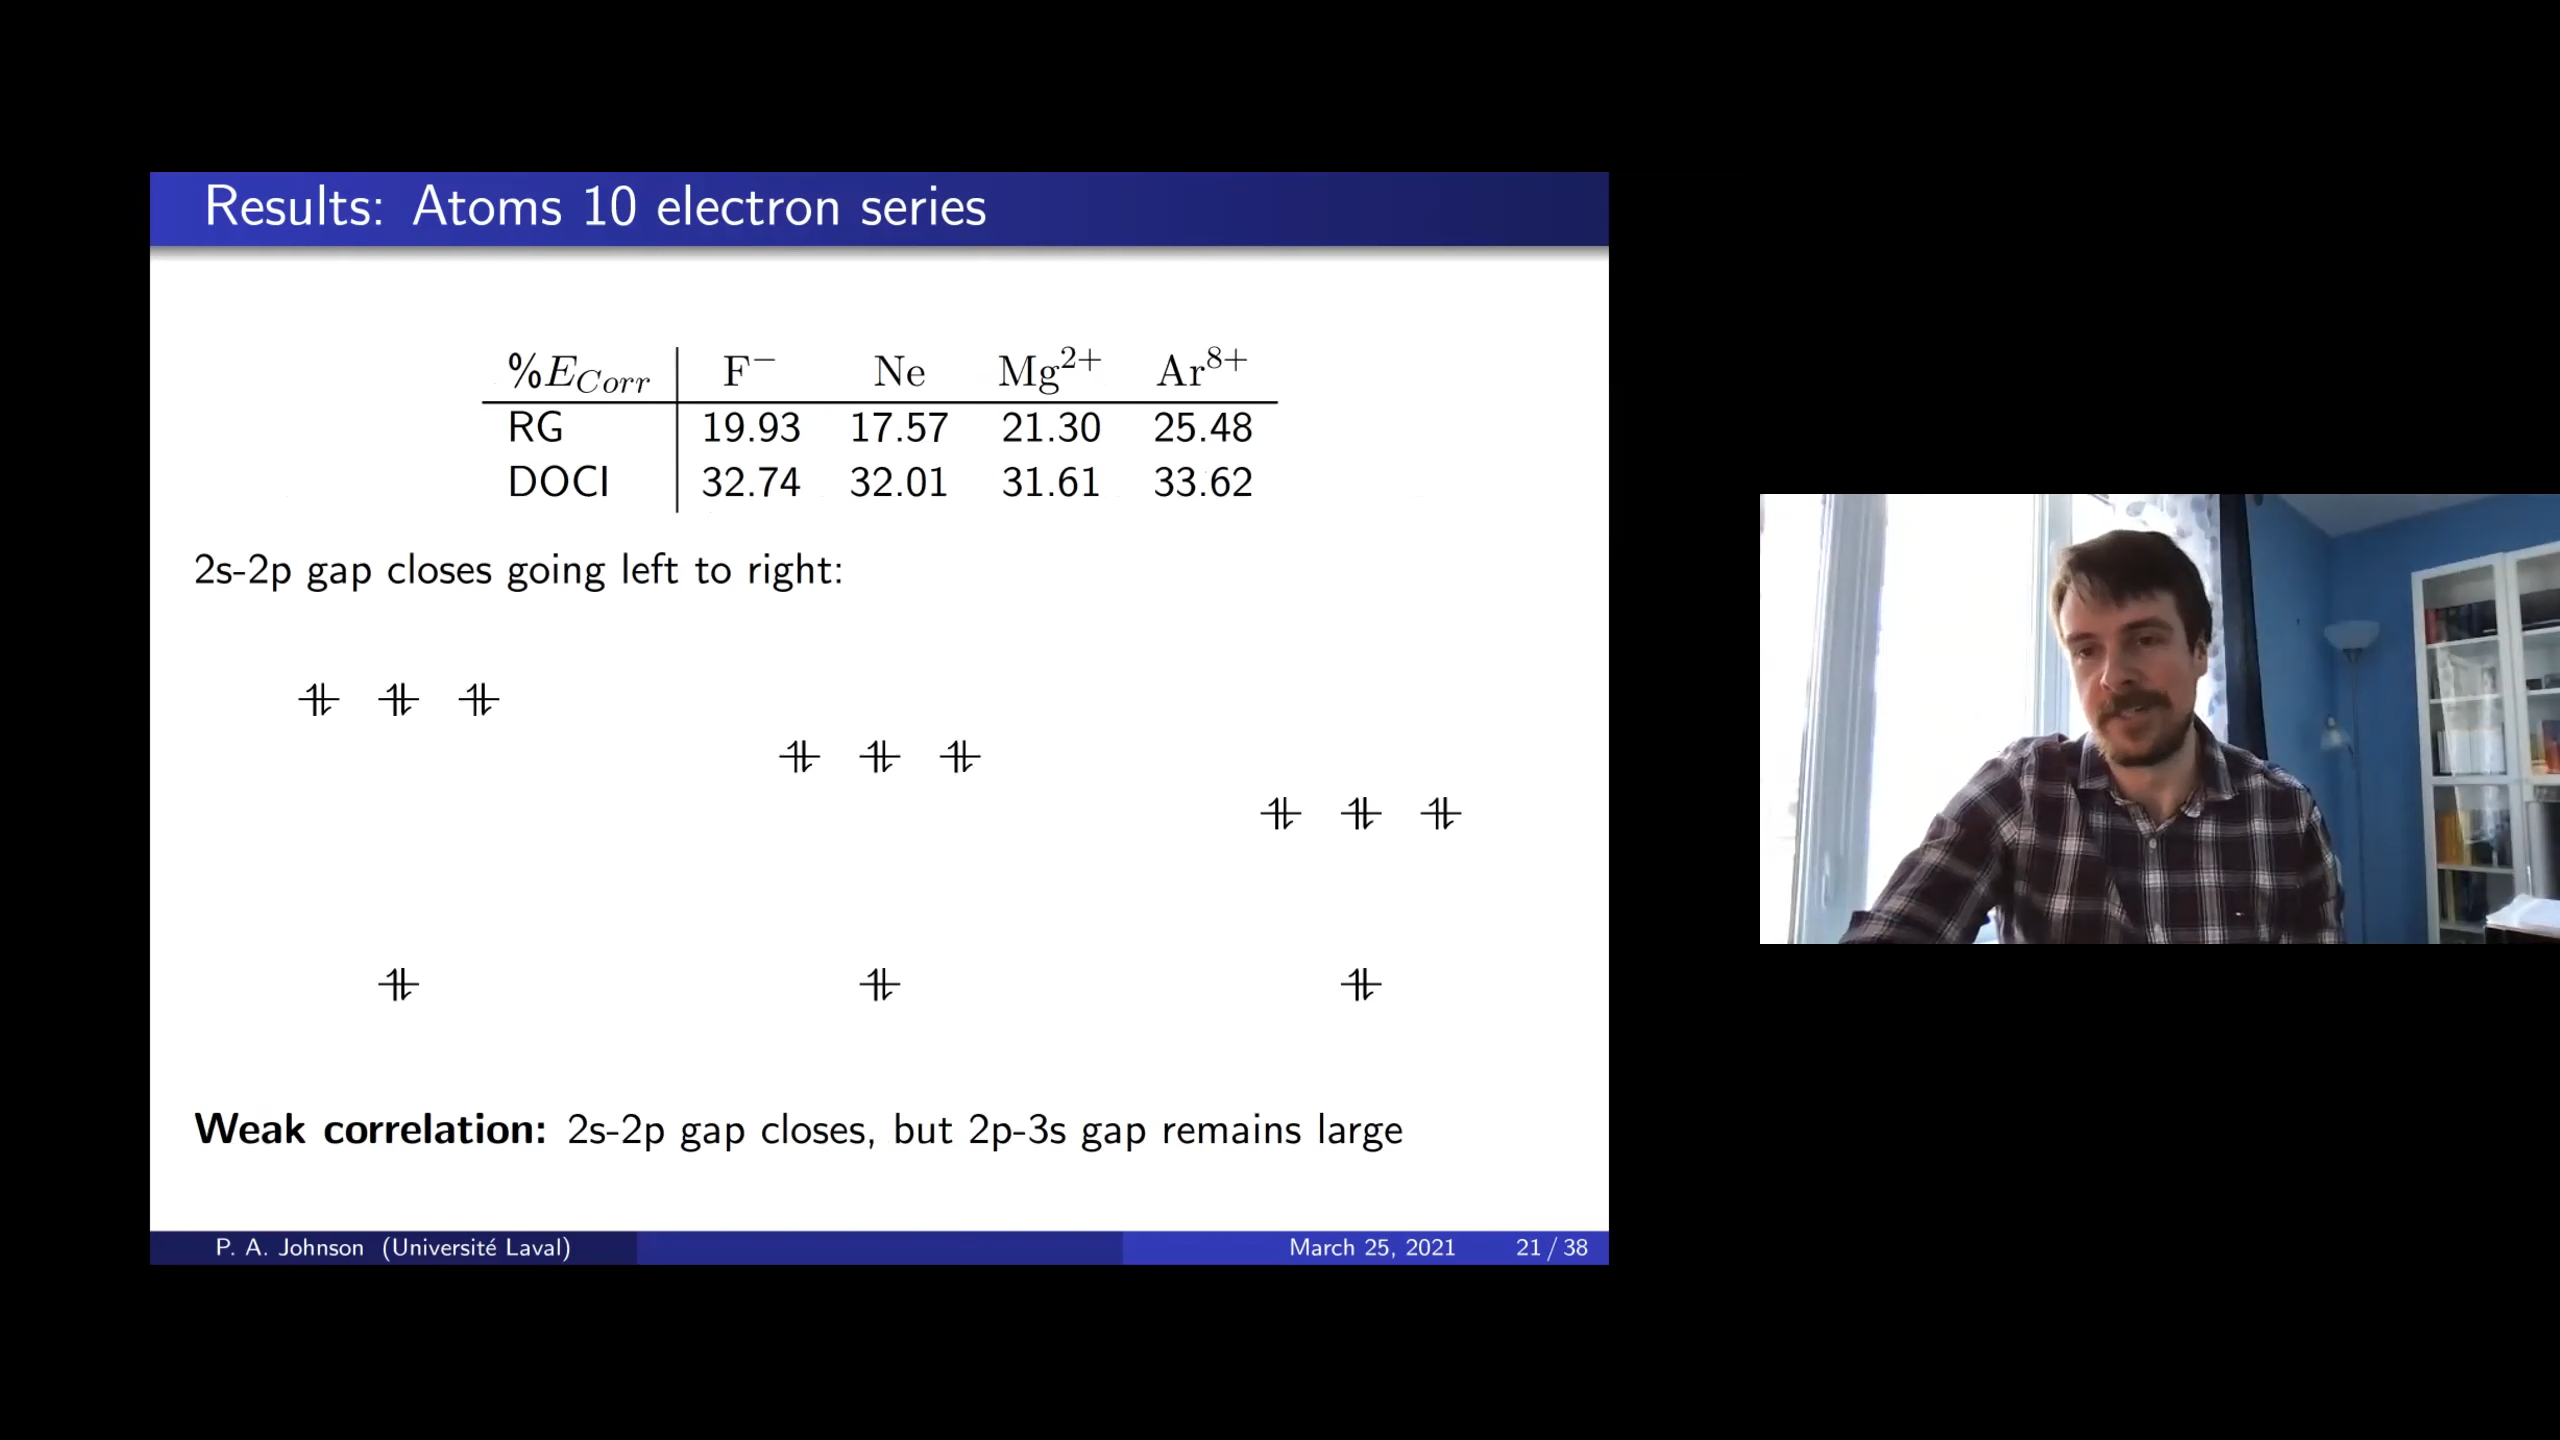 Results: Atoms 10 electron series
%E_Corr F⁻ Ne Mg²⁺ Ar⁸⁺
RG 19.93 17.57 21.30 25.48
DOCI 32.74 32.01 31.61 33.62
2s-2p gap closes going left to right:
Weak correlation: 2s-2p gap closes, but 2p-3s gap remains large
P. A. Johnson (Université Laval) March 25, 2021 21 / 38